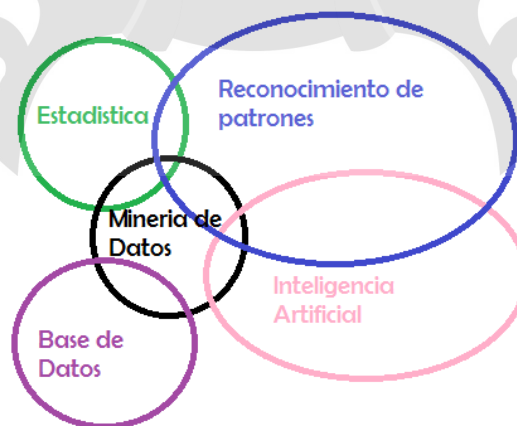 Estadistica
Reconocimiento de
patrones
Mineria de
Datos
Inteligencia
Artificial
Base de
Datos